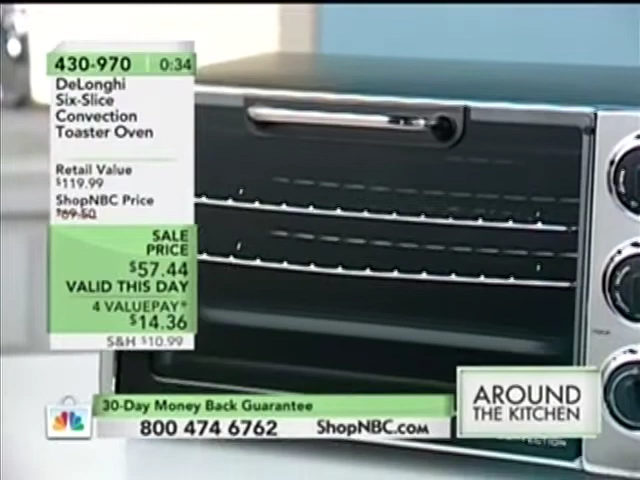 430-970 0:34
DeLonghi
Six-Slice
Convection
Toaster Oven
Retail Value
$119.99
ShopNBC Price
$69.50
SALE
PRICE
$57.44
VALID THIS DAY
4 VALUEPAY®
$14.36
S&H $10.99
30-Day Money Back Guarantee
800 474 6762 ShopNBC.com
AROUND
THE KITCHEN
CONVECTION